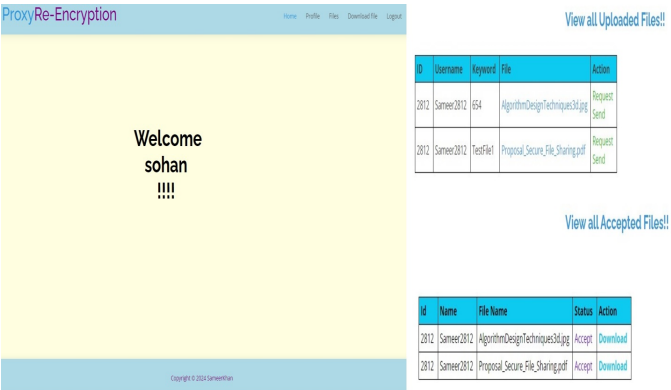 ProxyRe-Encryption
Home Profile Files Download file Logout
Welcome
sohan
!!!!
Copyright © 2024 SameerKhan
View all Uploaded Files!!
ID Username Keyword File Action
2812 Sameer2812 654 AlgorithmDesignTechniques3d.jpg Request Send
2812 Sameer2812 TestFile1 Proposal_Secure_File_Sharing.pdf Request Send
View all Accepted Files!!
Id Name File Name Status Action
2812 Sameer2812 AlgorithmDesignTechniques3d.jpg Accept Download
2812 Sameer2812 Proposal_Secure_File_Sharing.pdf Accept Download